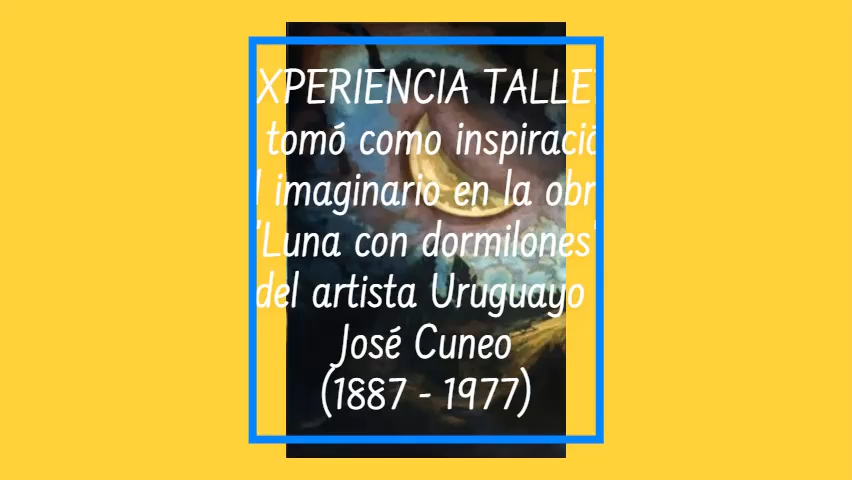 XPERIENCIA TALLE
tomó como inspiració
l imaginario en la obr
"Luna con dormilones"
del artista Uruguayo
José Cuneo
(1887 - 1977)